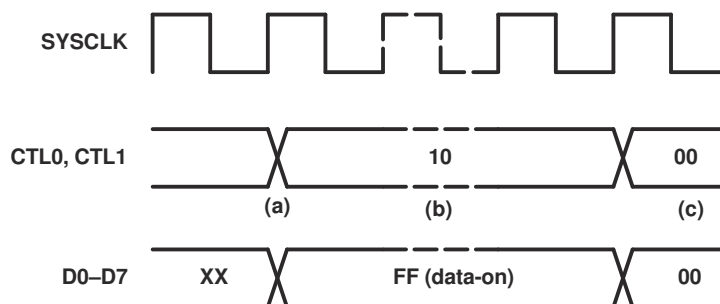 SYSCLK
CTL0, CTL1 10 00
(a) (b) (c)
D0–D7 XX FF (data-on) 00